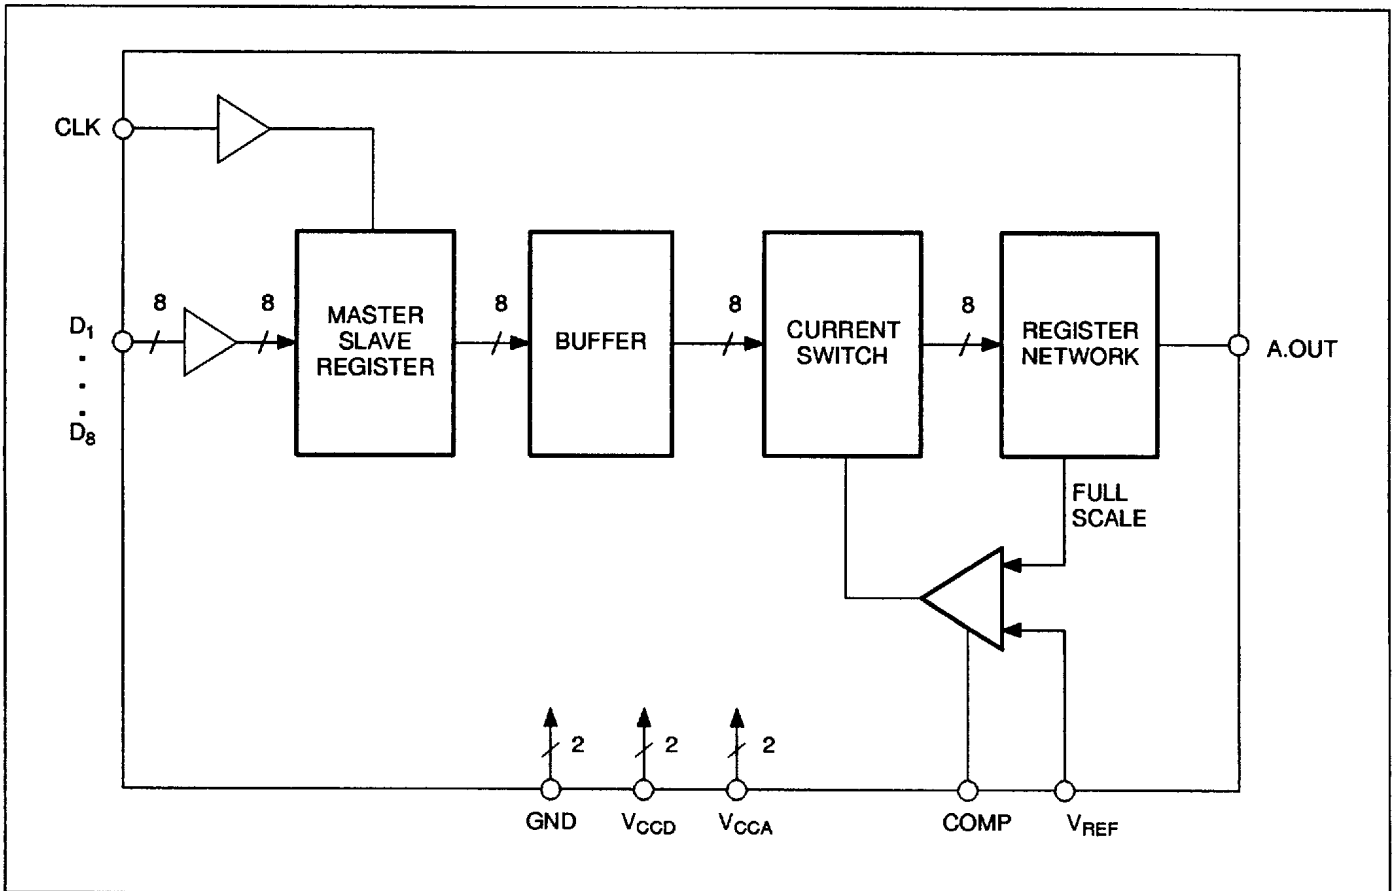 CLK
8
8
8
8
8
D1
D8
MASTER
SLAVE
REGISTER
BUFFER
CURRENT
SWITCH
REGISTER
NETWORK
A.OUT
FULL
SCALE
2
2
2
GND
VCCD
VCCA
COMP
VREF